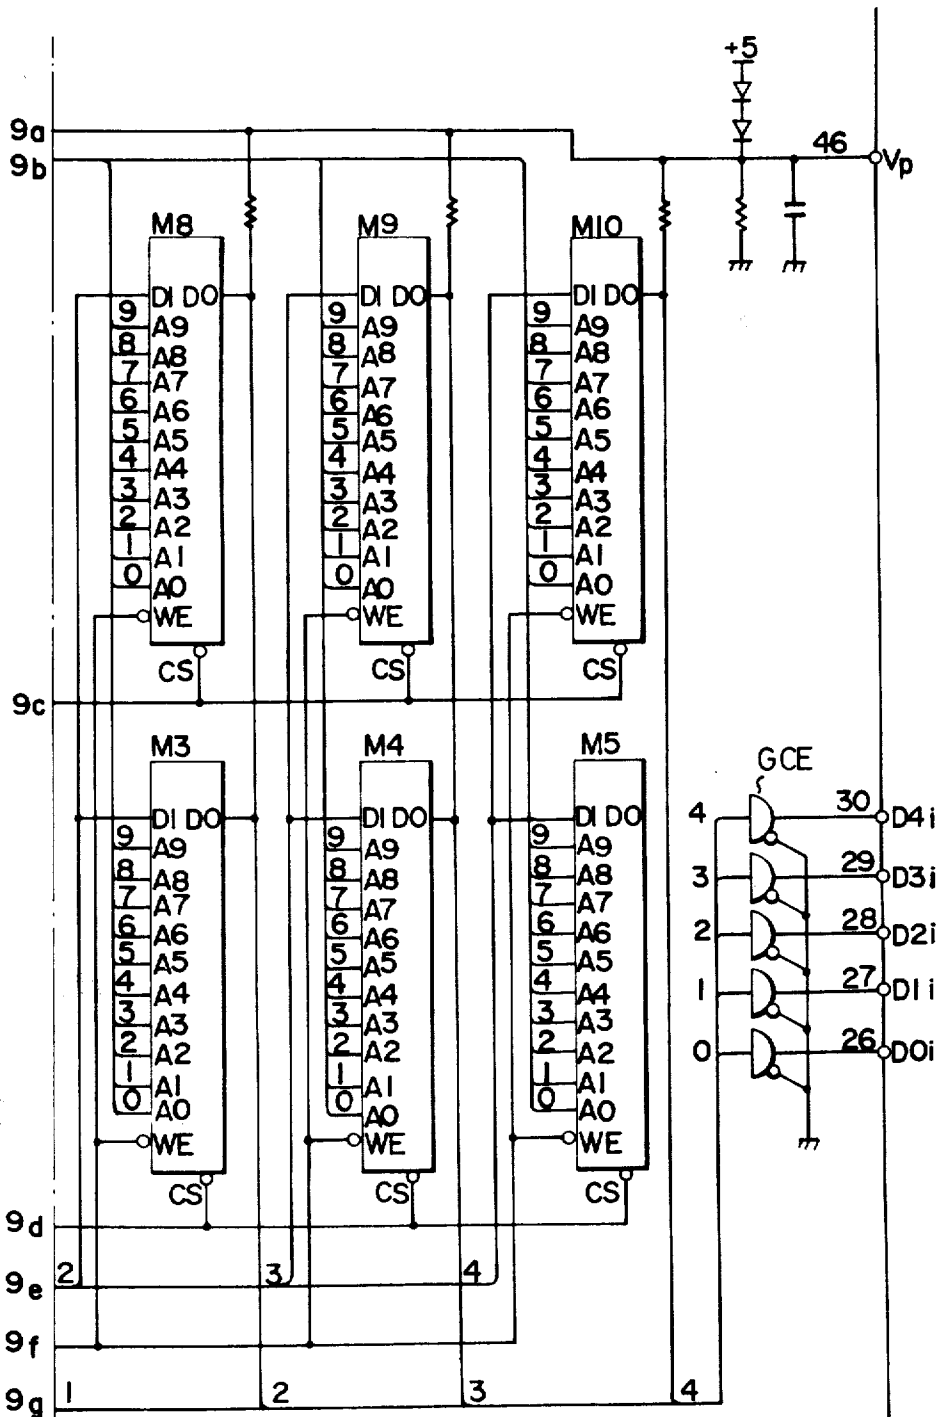 +5
9a
9b
46
Vp
M8
M9
M10
DI DO
DI DO
DI DO
9 A9
9 A9
9 A9
8 A8
8 A8
8 A8
7 A7
7 A7
7 A7
6 A6
6 A6
6 A6
5 A5
5 A5
5 A5
4 A4
4 A4
4 A4
3 A3
3 A3
3 A3
2 A2
2 A2
2 A2
1 A1
1 A1
1 A1
0 A0
0 A0
0 A0
WE
WE
WE
CS
CS
CS
9c
M3
M4
M5
GCE
DI DO
DI DO
DI DO
4
30
D4i
9 A9
9 A9
9 A9
8 A8
8 A8
8 A8
3
29
D3i
7 A7
7 A7
7 A7
6 A6
6 A6
6 A6
2
28
D2i
5 A5
5 A5
5 A5
4 A4
4 A4
4 A4
1
27
D1i
3 A3
3 A3
3 A3
2 A2
2 A2
2 A2
0
26
D0i
1 A1
1 A1
1 A1
0 A0
0 A0
0 A0
WE
WE
WE
CS
CS
CS
9d
9e
2
3
4
9f
9g
1
2
3
4